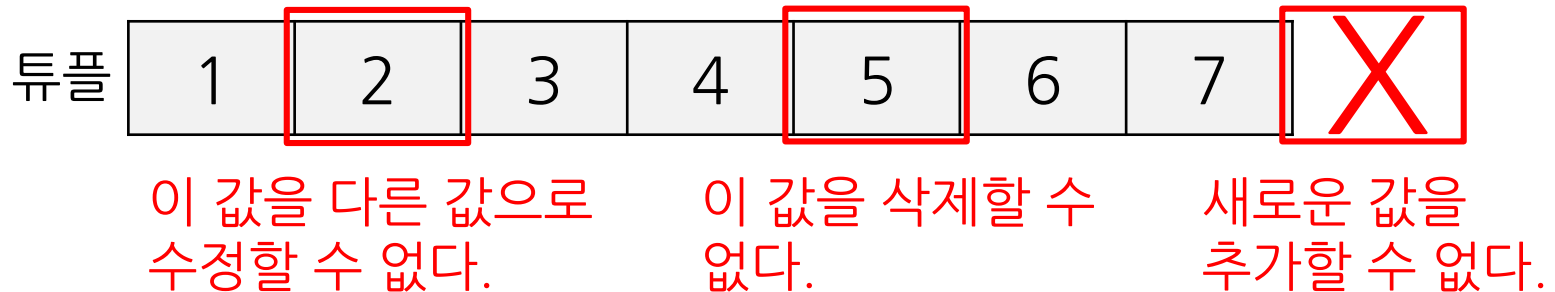 튜플 1 2 3 4 5 6 7 X
이 값을 다른 값으로
수정할 수 없다.
이 값을 삭제할 수
없다.
새로운 값을
추가할 수 없다.